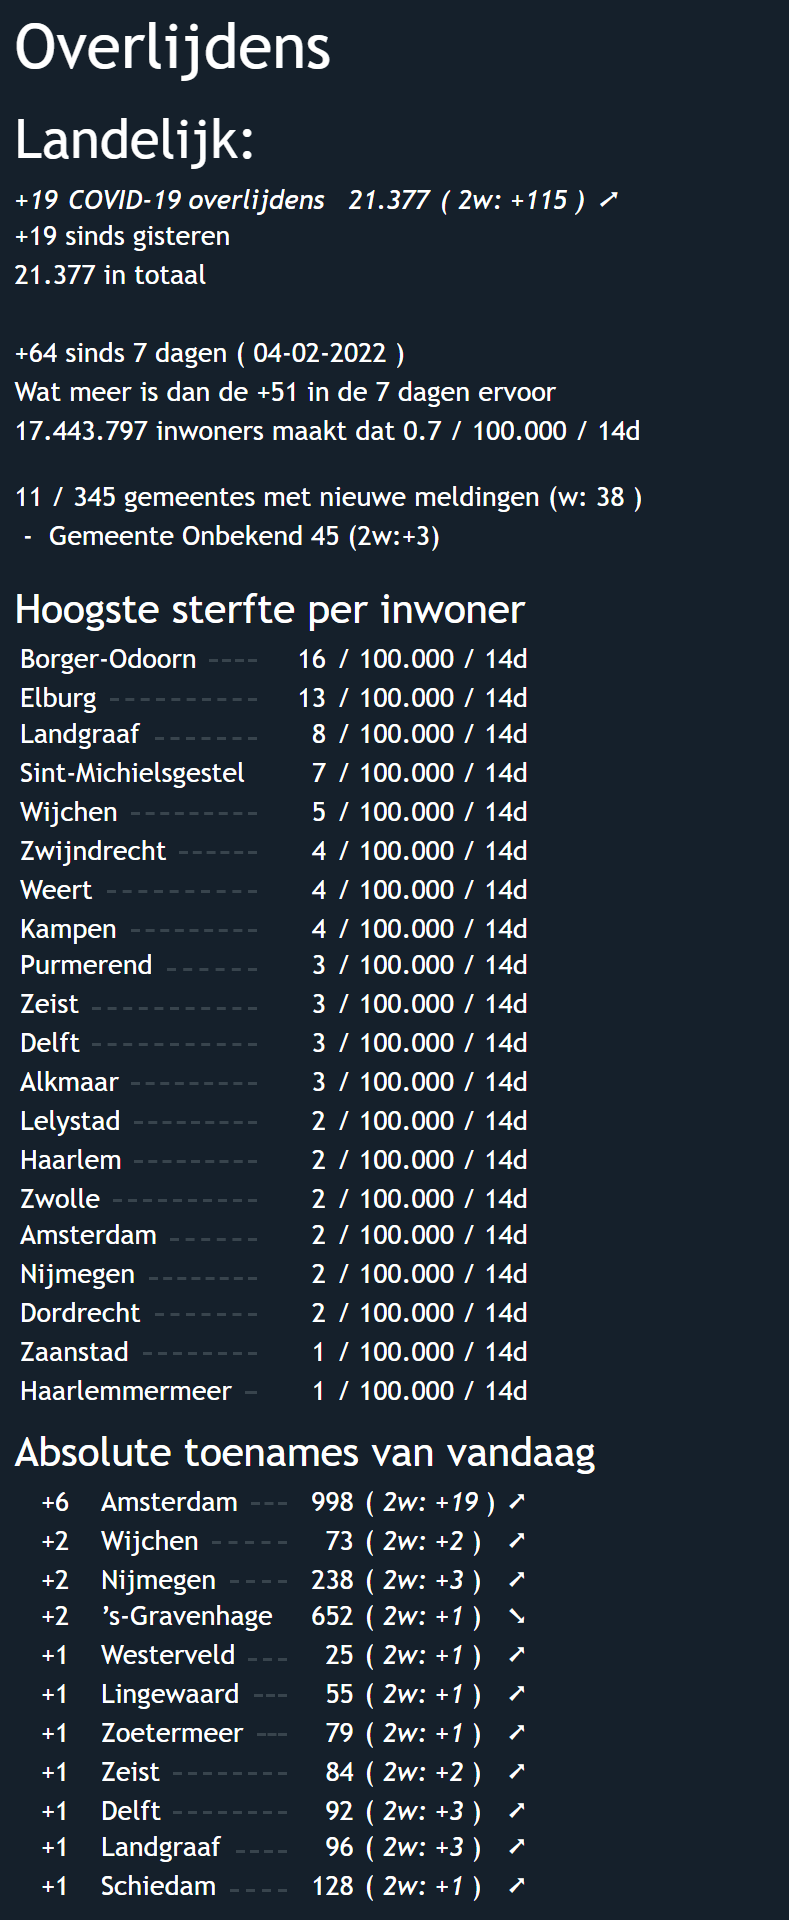 Overlijdens
Landelijk:
+19 COVID-19 overlijdens 21.377 ( 2w: +115 ) ➚
+19 sinds gisteren
21.377 in totaal
+64 sinds 7 dagen ( 04-02-2022 )
Wat meer is dan de +51 in de 7 dagen ervoor
17.443.797 inwoners maakt dat 0.7 / 100.000 / 14d
11 / 345 gemeentes met nieuwe meldingen (w: 38 )
- Gemeente Onbekend 45 (2w:+3)
Hoogste sterfte per inwoner
Borger-Odoorn ---- 16 / 100.000 / 14d
Elburg ---------- 13 / 100.000 / 14d
Landgraaf ------- 8 / 100.000 / 14d
Sint-Michielsgestel 7 / 100.000 / 14d
Wijchen --------- 5 / 100.000 / 14d
Zwijndrecht ------ 4 / 100.000 / 14d
Weert ---------- 4 / 100.000 / 14d
Kampen --------- 4 / 100.000 / 14d
Purmerend ------ 3 / 100.000 / 14d
Zeist ----------- 3 / 100.000 / 14d
Delft ----------- 3 / 100.000 / 14d
Alkmaar --------- 3 / 100.000 / 14d
Lelystad --------- 2 / 100.000 / 14d
Haarlem --------- 2 / 100.000 / 14d
Zwolle ---------- 2 / 100.000 / 14d
Amsterdam ------ 2 / 100.000 / 14d
Nijmegen -------- 2 / 100.000 / 14d
Dordrecht ------- 2 / 100.000 / 14d
Zaanstad -------- 1 / 100.000 / 14d
Haarlemmermeer - 1 / 100.000 / 14d
Absolute toenames van vandaag
+6 Amsterdam --- 998 ( 2w: +19 ) ➚
+2 Wijchen ------ 73 ( 2w: +2 ) ➚
+2 Nijmegen ---- 238 ( 2w: +3 ) ➚
+2 ’s-Gravenhage 652 ( 2w: +1 ) ➘
+1 Westerveld --- 25 ( 2w: +1 ) ➚
+1 Lingewaard --- 55 ( 2w: +1 ) ➚
+1 Zoetermeer --- 79 ( 2w: +1 ) ➚
+1 Zeist -------- 84 ( 2w: +2 ) ➚
+1 Delft -------- 92 ( 2w: +3 ) ➚
+1 Landgraaf ---- 96 ( 2w: +3 ) ➚
+1 Schiedam ---- 128 ( 2w: +1 ) ➚